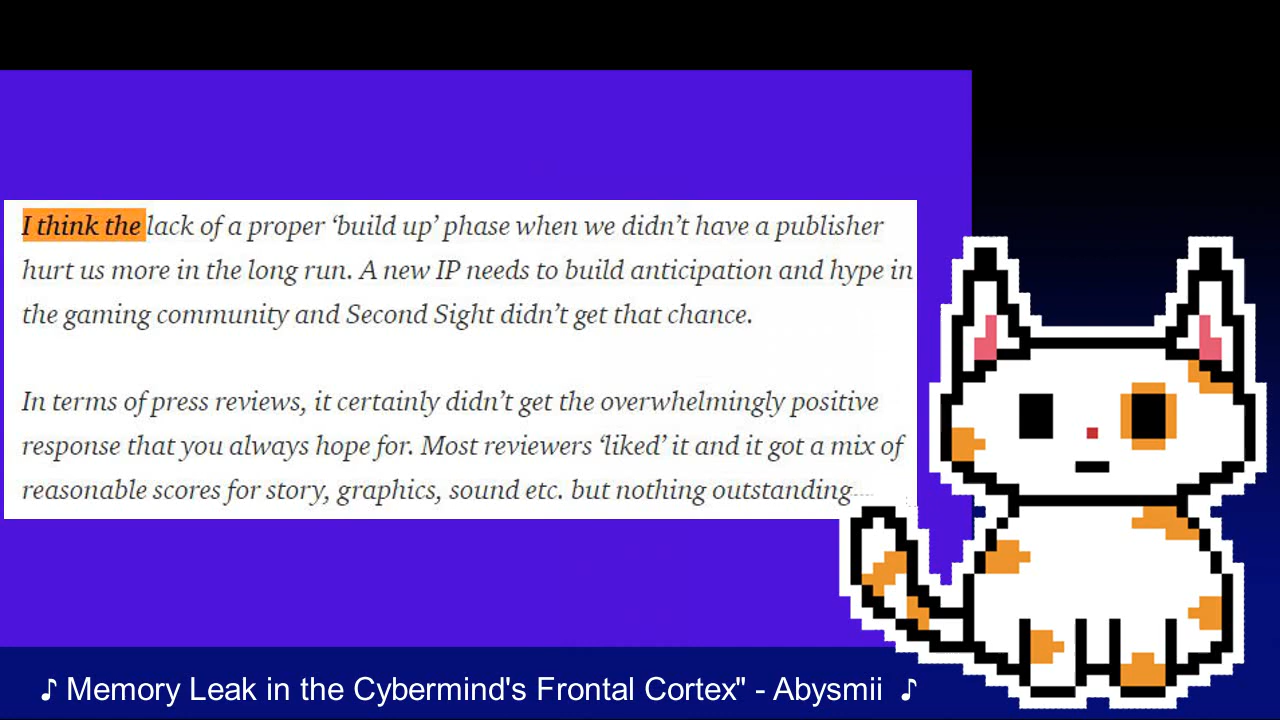 I think the lack of a proper ‘build up’ phase when we didn’t have a publisher
hurt us more in the long run. A new IP needs to build anticipation and hype in
the gaming community and Second Sight didn’t get that chance.
In terms of press reviews, it certainly didn’t get the overwhelmingly positive
response that you always hope for. Most reviewers ‘liked’ it and it got a mix of
reasonable scores for story, graphics, sound etc. but nothing outstanding
♪ Memory Leak in the Cybermind's Frontal Cortex" - Abysmii ♪